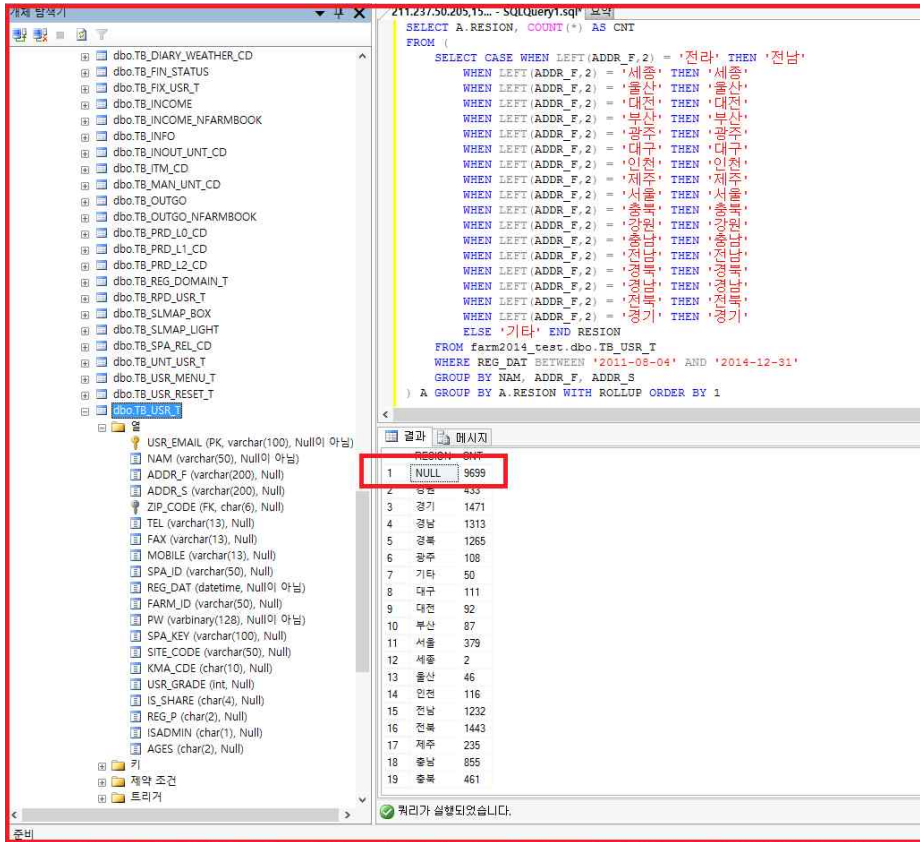 개체 탐색기
dbo.TB_DIARY_WEATHER_CD
dbo.TB_FIN_STATUS
dbo.TB_FIX_USR_T
dbo.TB_INCOME
dbo.TB_INCOME_NFARMBOOK
dbo.TB_INFO
dbo.TB_INOUT_UNT_CD
dbo.TB_ITM_CD
dbo.TB_MAN_UNT_CD
dbo.TB_OUTGO
dbo.TB_OUTGO_NFARMBOOK
dbo.TB_PRD_L0_CD
dbo.TB_PRD_L1_CD
dbo.TB_PRD_L2_CD
dbo.TB_REG_DOMAIN_T
dbo.TB_RPD_USR_T
dbo.TB_SLMAP_BOX
dbo.TB_SLMAP_LIGHT
dbo.TB_SPA_REL_CD
dbo.TB_UNT_USR_T
dbo.TB_USR_MENU_T
dbo.TB_USR_RESET_T
dbo.TB_USR_T
열
USR_EMAIL (PK, varchar(100), Null이 아님)
NAM (varchar(50), Null이 아님)
ADDR_F (varchar(200), Null)
ADDR_S (varchar(200), Null)
ZIP_CODE (FK, char(6), Null)
TEL (varchar(13), Null)
FAX (varchar(13), Null)
MOBILE (varchar(13), Null)
SPA_ID (varchar(50), Null)
REG_DAT (datetime, Null이 아님)
FARM_ID (varchar(50), Null)
PW (varbinary(128), Null이 아님)
SPA_KEY (varchar(100), Null)
SITE_CODE (varchar(50), Null)
KMA_CDE (char(10), Null)
USR_GRADE (int, Null)
IS_SHARE (char(4), Null)
REG_P (char(2), Null)
ISADMIN (char(1), Null)
AGES (char(2), Null)
키
제약 조건
트리거
준비
211.237.50.205,15... - SQLQuery1.sql* 요약
SELECT A.RESION, COUNT(*) AS CNT
FROM (
SELECT CASE WHEN LEFT(ADDR_F,2) = '전라' THEN '전남'
WHEN LEFT(ADDR_F,2) = '세종' THEN '세종'
WHEN LEFT(ADDR_F,2) = '울산' THEN '울산'
WHEN LEFT(ADDR_F,2) = '대전' THEN '대전'
WHEN LEFT(ADDR_F,2) = '부산' THEN '부산'
WHEN LEFT(ADDR_F,2) = '광주' THEN '광주'
WHEN LEFT(ADDR_F,2) = '대구' THEN '대구'
WHEN LEFT(ADDR_F,2) = '인천' THEN '인천'
WHEN LEFT(ADDR_F,2) = '제주' THEN '제주'
WHEN LEFT(ADDR_F,2) = '서울' THEN '서울'
WHEN LEFT(ADDR_F,2) = '충북' THEN '충북'
WHEN LEFT(ADDR_F,2) = '강원' THEN '강원'
WHEN LEFT(ADDR_F,2) = '충남' THEN '충남'
WHEN LEFT(ADDR_F,2) = '전남' THEN '전남'
WHEN LEFT(ADDR_F,2) = '경북' THEN '경북'
WHEN LEFT(ADDR_F,2) = '경남' THEN '경남'
WHEN LEFT(ADDR_F,2) = '전북' THEN '전북'
WHEN LEFT(ADDR_F,2) = '경기' THEN '경기'
ELSE '기타' END RESION
FROM farm2014_test.dbo.TB_USR_T
WHERE REG_DAT BETWEEN '2011-08-04' AND '2014-12-31'
GROUP BY NAM, ADDR_F, ADDR_S
) A GROUP BY A.RESION WITH ROLLUP ORDER BY 1
결과 메시지
RESION CNT
1 NULL 9699
2 강원 433
3 경기 1471
4 경남 1313
5 경북 1265
6 광주 108
7 기타 50
8 대구 111
9 대전 92
10 부산 87
11 서울 379
12 세종 2
13 울산 46
14 인천 116
15 전남 1232
16 전북 1443
17 제주 235
18 충남 855
19 충북 461
쿼리가 실행되었습니다.